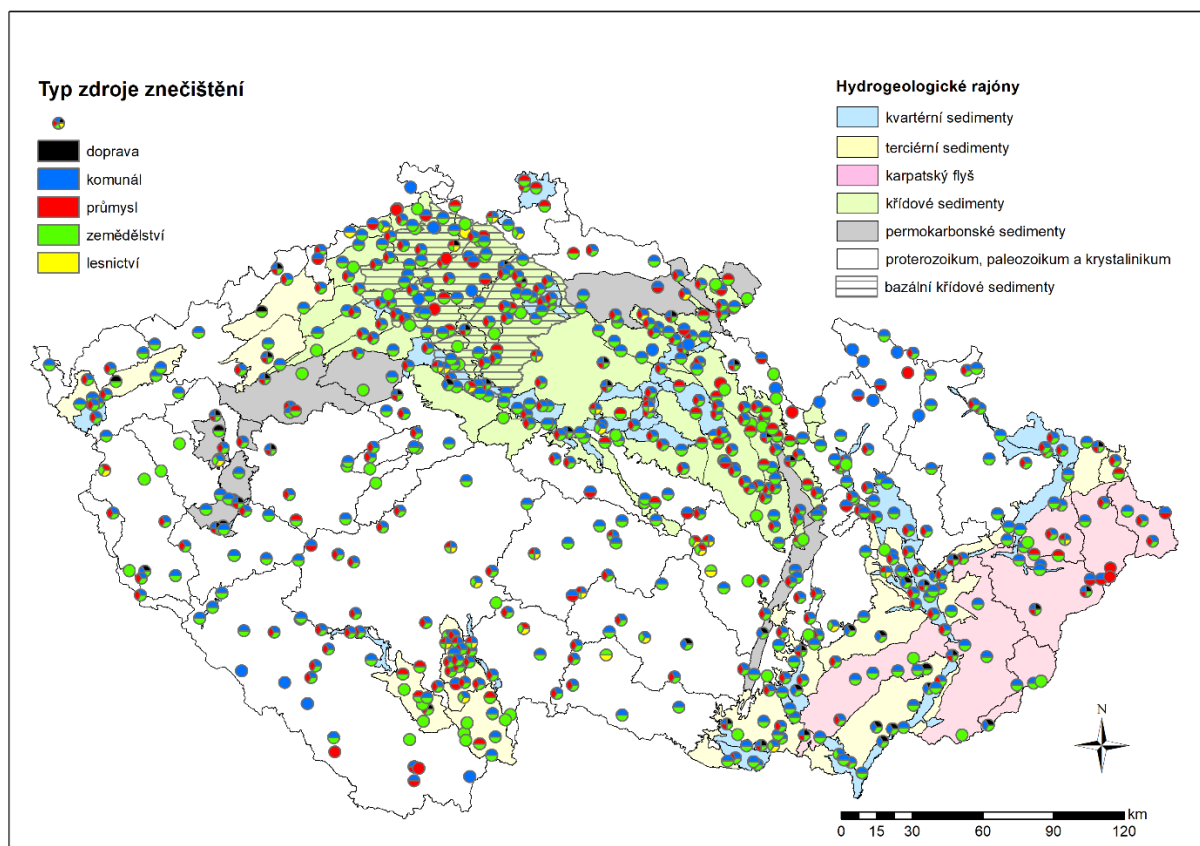 Typ zdroje znečištění
doprava
komunál
průmysl
zemědělství
lesnictví
Hydrogeologické rajóny
kvartérní sedimenty
terciérní sedimenty
karpatský flyš
křídové sedimenty
permokarbonské sedimenty
proterozoikum, paleozoikum a krystalinikum
bazální křídové sedimenty
N
km
0 15 30 60 90 120